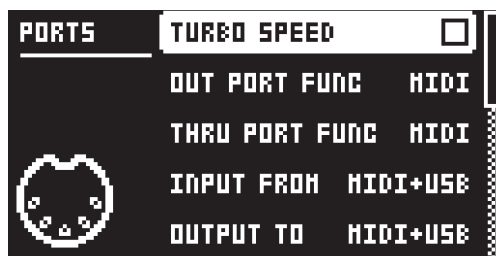 PORTS
TURBO SPEED
OUT PORT FUNC MIDI
THRU PORT FUNC MIDI
INPUT FROM MIDI+USB
OUTPUT TO MIDI+USB